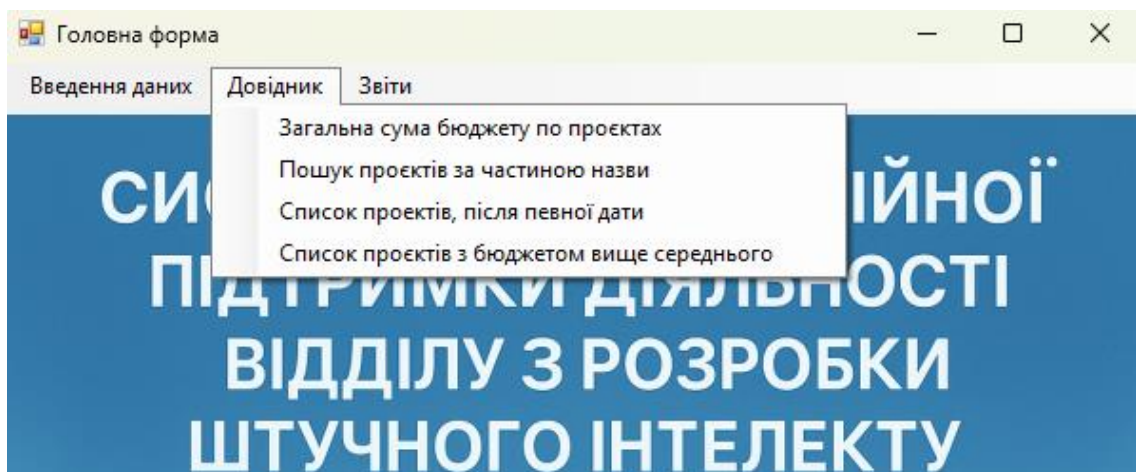 Головна форма
Введення даних Довідник Звіти
Загальна сума бюджету по проєктах
Пошук проєктів за частиною назви
Список проектів, після певної дати
Список проєктів з бюджетом вище середнього
ДІЯЛЬНОСТІ
ВІДДІЛУ З РОЗРОБКИ
ШТУЧНОГО ІНТЕЛЕКТУ